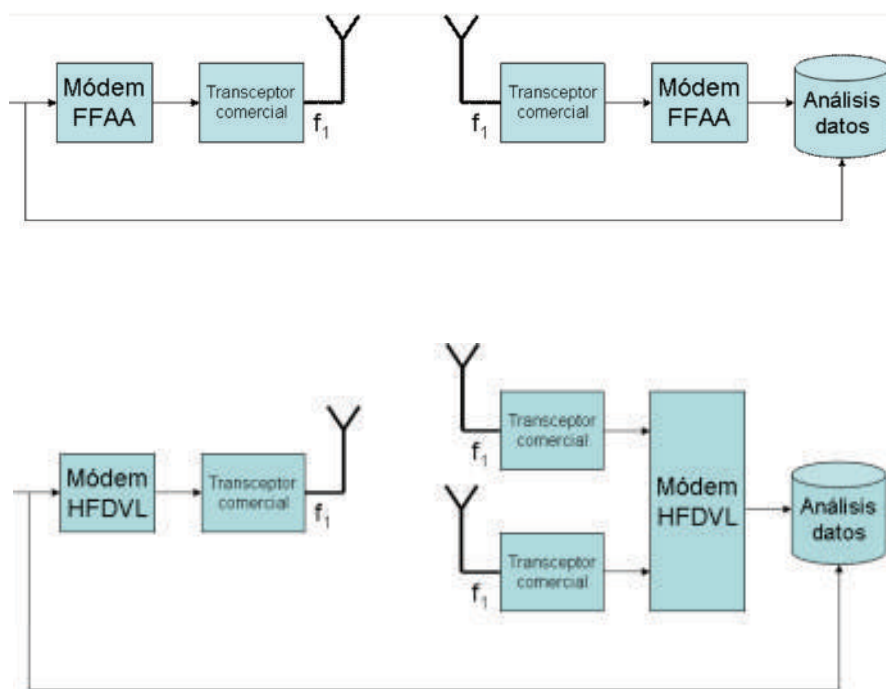 Módem
FFAA
Transceptor
comercial
f1
f1
Transceptor
comercial
Módem
FFAA
Análisis
datos
Módem
HFDVL
Transceptor
comercial
f1
Transceptor
comercial
f1
Transceptor
comercial
f1
Módem
HFDVL
Análisis
datos